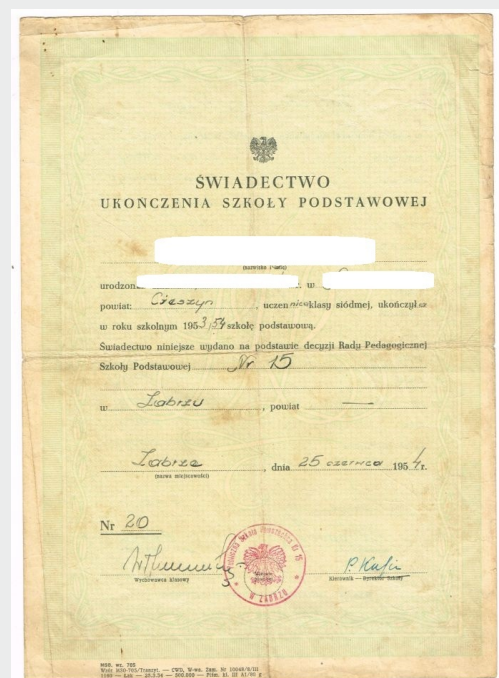 ŚWIADECTWO
UKOŃCZENIA SZKOŁY PODSTAWOWEJ
urodzon w
powiat: Cieszyn, uczennica klasy siódmej, ukończyła
w roku szkolnym 1953/54 szkołę podstawową.
Świadectwo niniejsze wydano na podstawie decyzji Rady Pedagogicznej
Szkoły Podstawowej Nr 15
w Zabrzu, powiat —
Zabrze, dnia 25 czerwca 1954 r.
(nazwa miejscowości)
Nr 20
Wychowawca klasowy
Kierownik — Dyrektor Szkoły